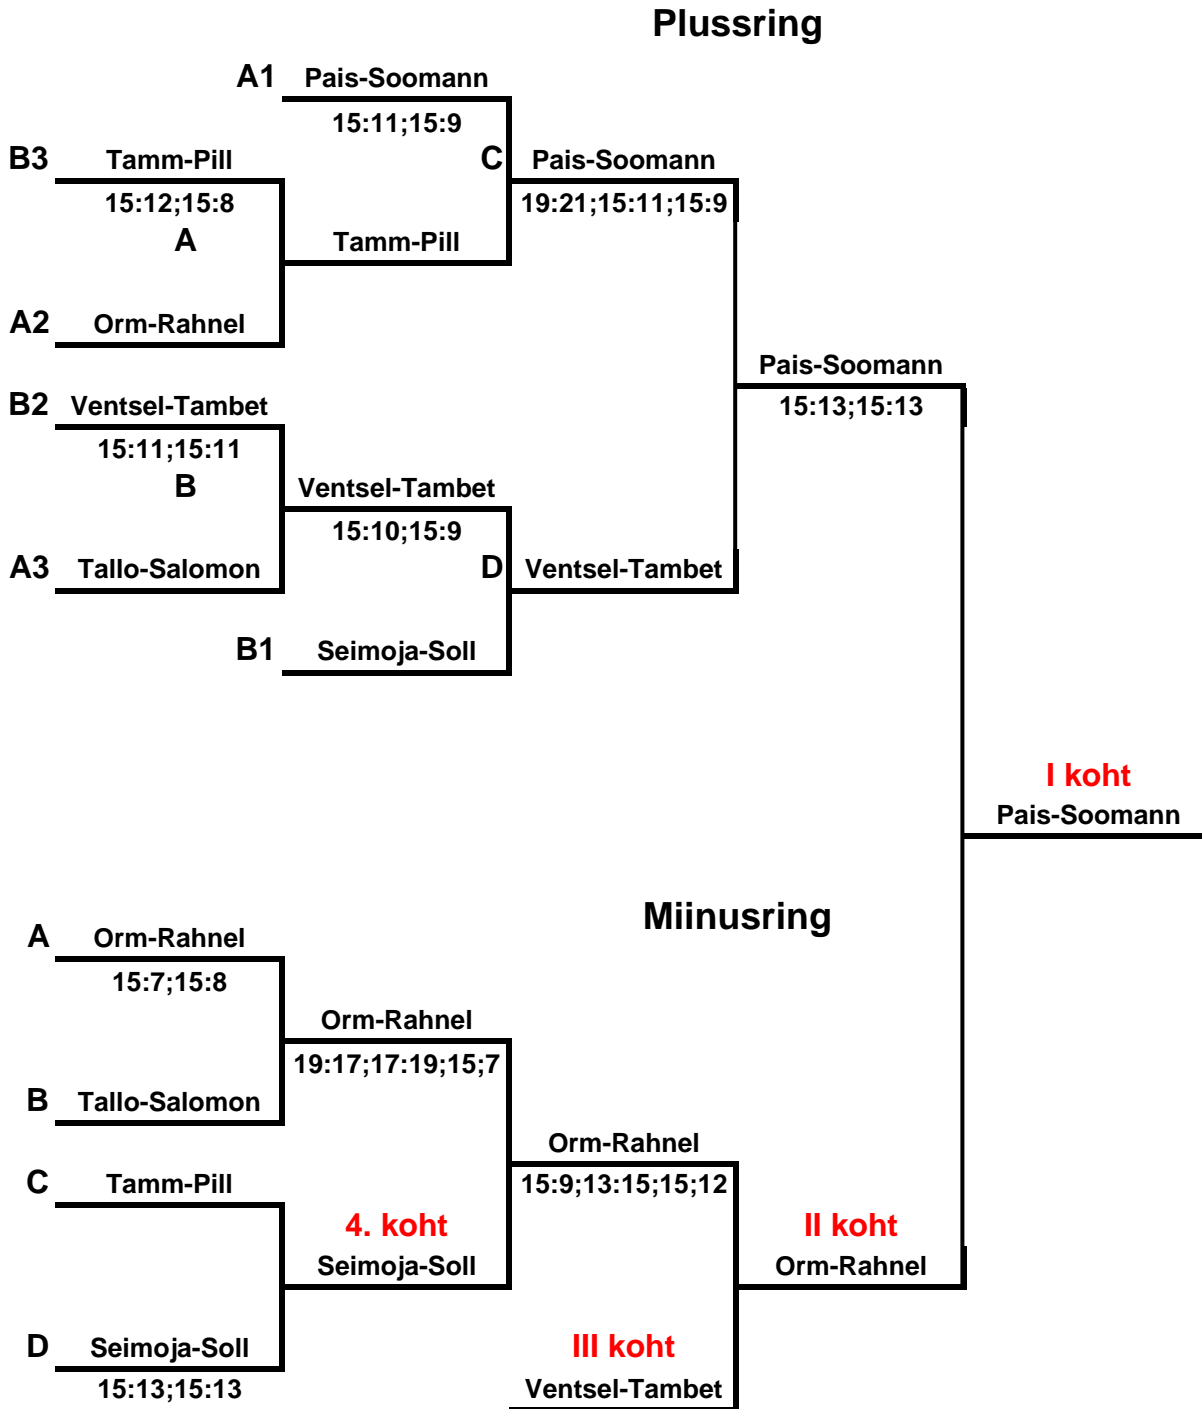 Plussring
A1 Pais-Soomann
15:11;15:9
B3 Tamm-Pill
C Pais-Soomann
15:12;15:8
19:21;15:11;15:9
A
Tamm-Pill
A2 Orm-Rahnel
Pais-Soomann
15:13;15:13
B2 Ventsel-Tambet
15:11;15:11
B
Ventsel-Tambet
15:10;15:9
A3 Tallo-Salomon
D Ventsel-Tambet
B1 Seimoja-Soll
I koht
Pais-Soomann
Miinusring
A Orm-Rahnel
15:7;15:8
Orm-Rahnel
19:17;17:19;15;7
B Tallo-Salomon
Orm-Rahnel
15:9;13:15;15;12
C Tamm-Pill
4. koht
Seimoja-Soll
II koht
Orm-Rahnel
D Seimoja-Soll
15:13;15:13
III koht
Ventsel-Tambet